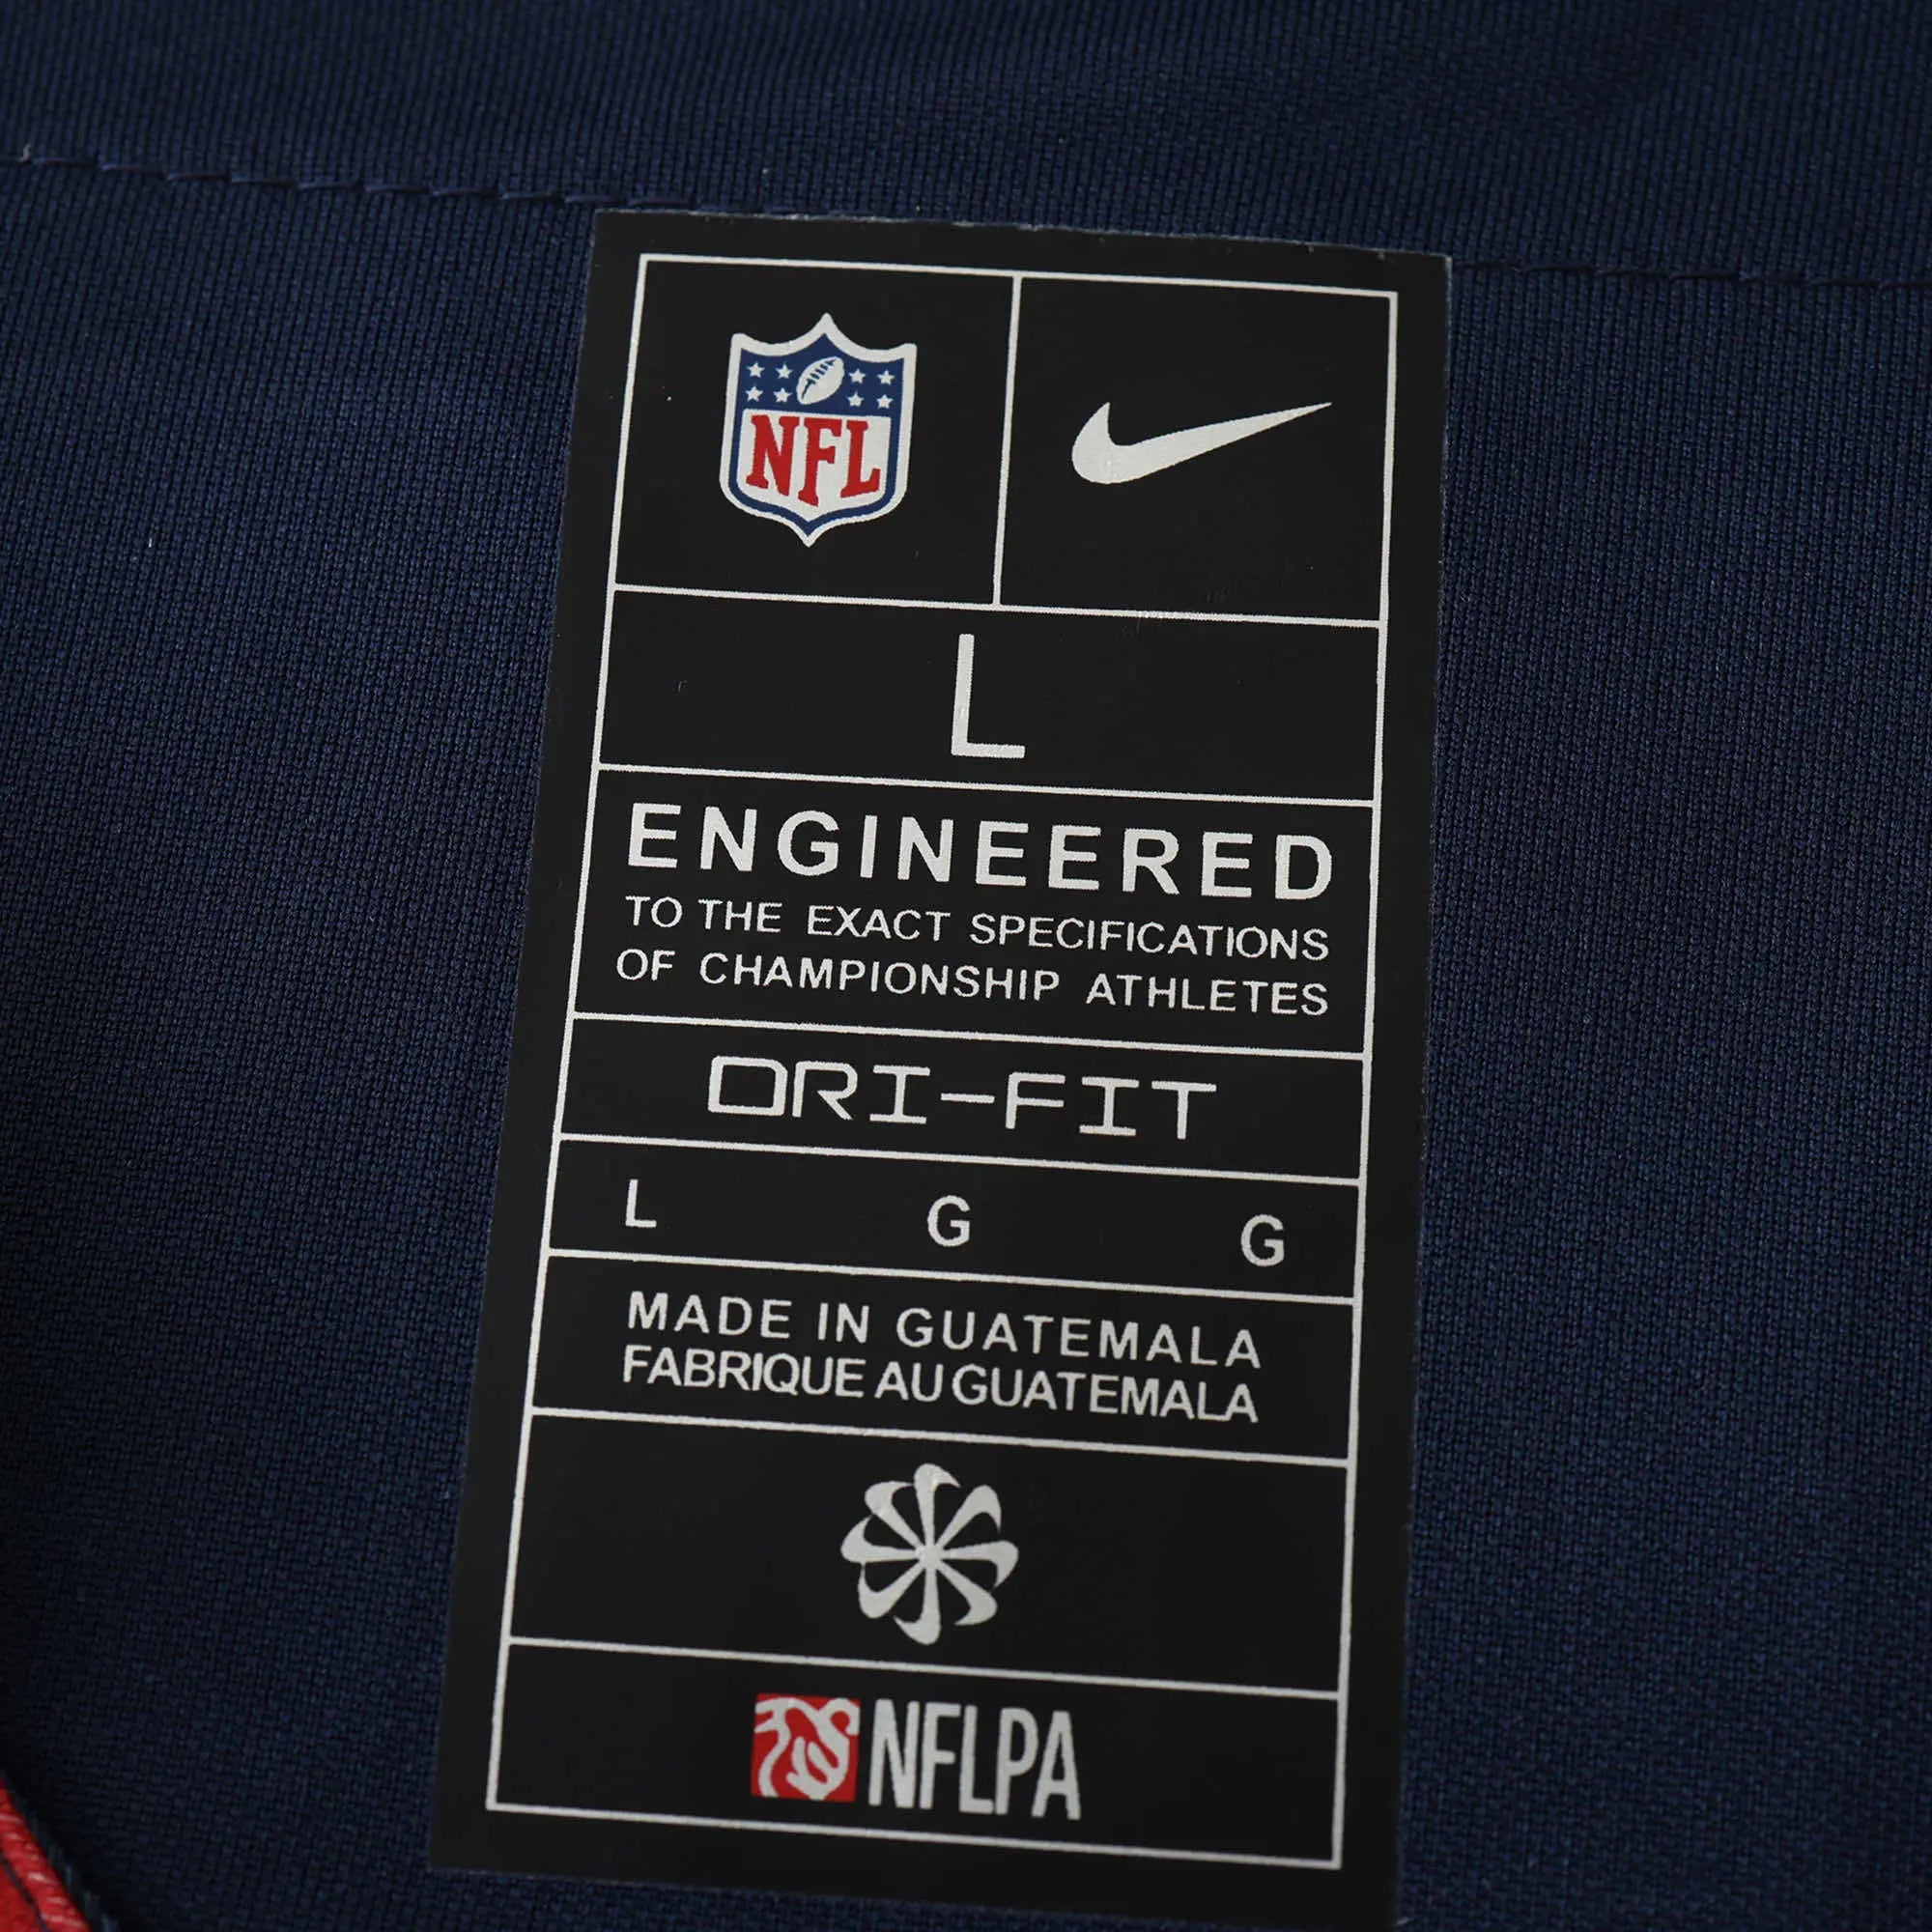 NFL
L
ENGINEERED
TO THE EXACT SPECIFICATIONS
OF CHAMPIONSHIP ATHLETES
DRI-FIT
L G G
MADE IN GUATEMALA
FABRIQUE AU GUATEMALA
NFLPA